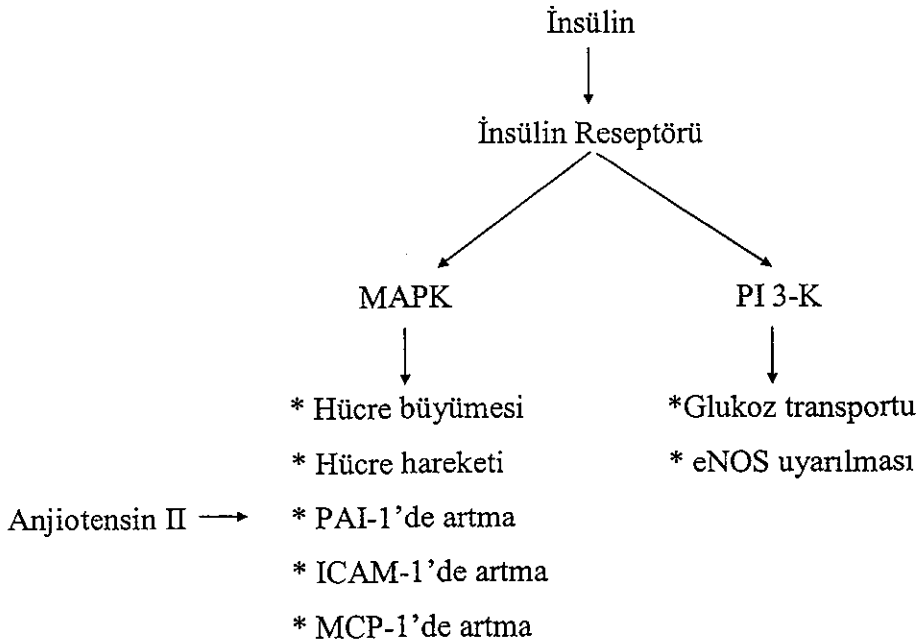 İnsülin
İnsülin Reseptörü
MAPK
PI 3-K
* Hücre büyümesi
*Glukoz transportu
* Hücre hareketi
* eNOS uyarılması
Anjiotensin II
* PAI-1’de artma
* ICAM-1’de artma
* MCP-1’de artma